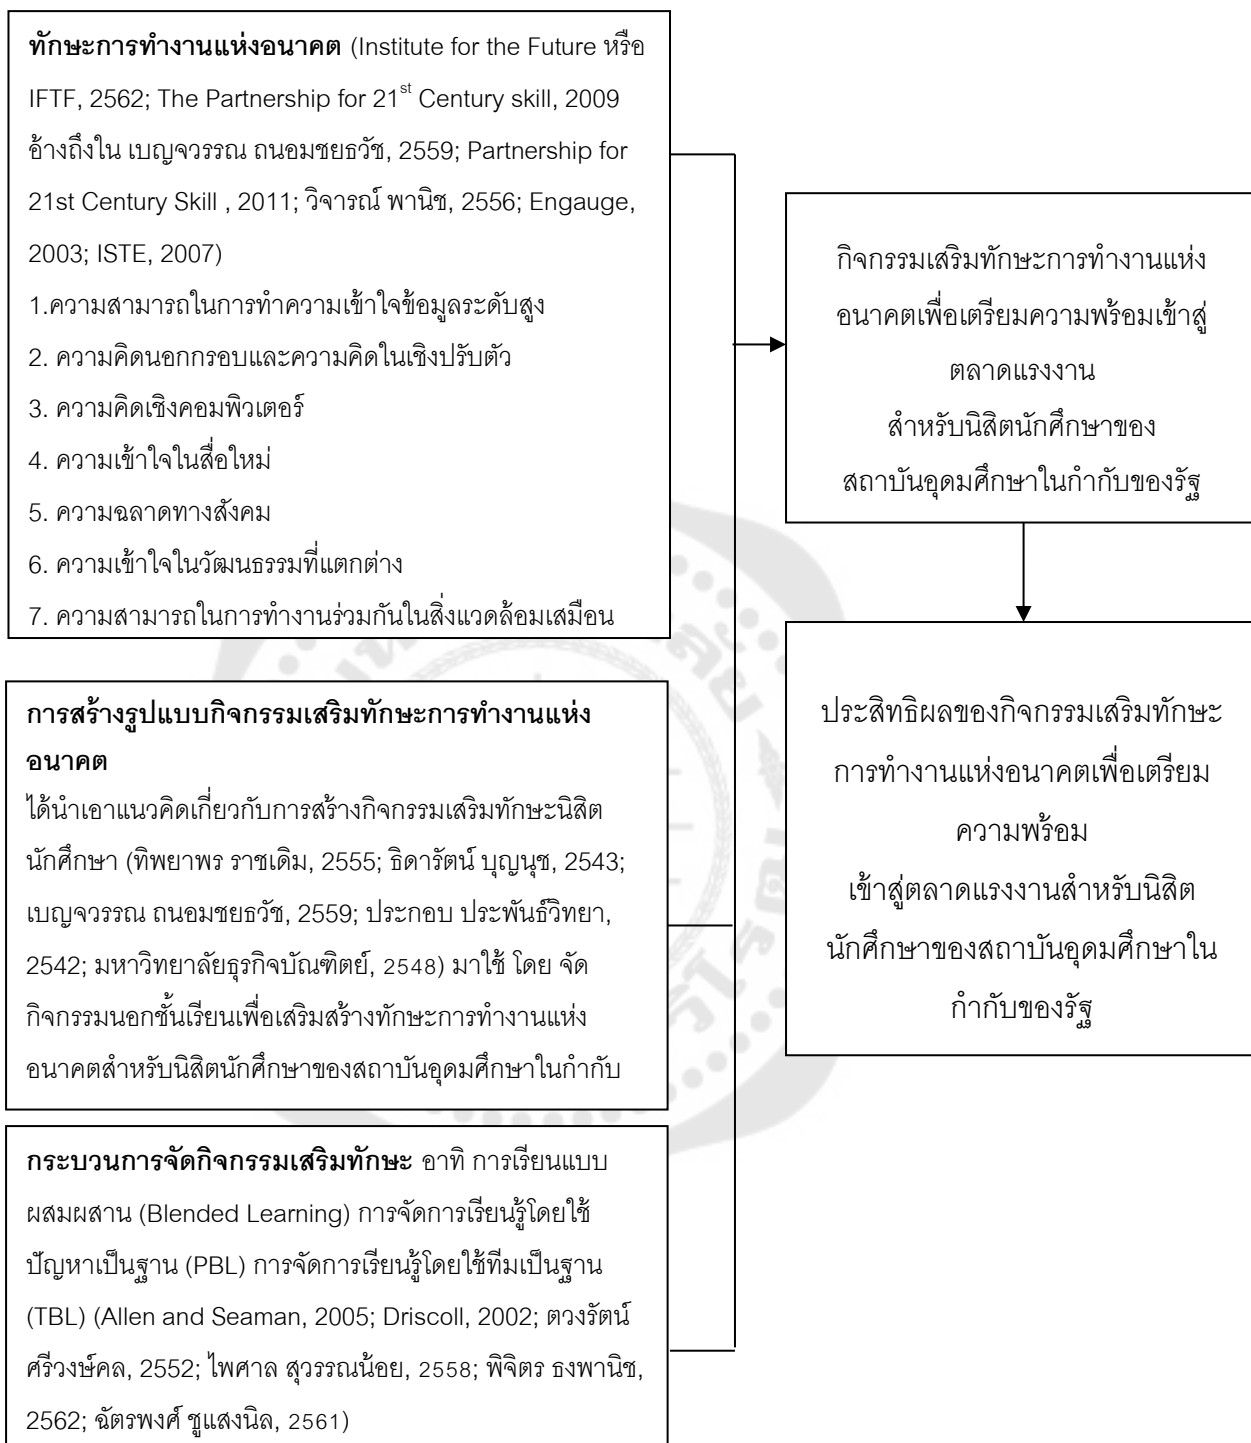 ทักษะการทำงานแห่งอนาคต (Institute for the Future หรือ
IFTF, 2562; The Partnership for 21st Century skill, 2009
อ้างถึงใน เบญจวรรณ ถนอมชยธวัช, 2559; Partnership for
21st Century Skill , 2011; วิจารณ์ พานิช, 2556; Engauge,
2003; ISTE, 2007)
1.ความสามารถในการทำความเข้าใจข้อมูลระดับสูง
2. ความคิดนอกกรอบและความคิดในเชิงปรับตัว
3. ความคิดเชิงคอมพิวเตอร์
4. ความเข้าใจในสื่อใหม่
5. ความฉลาดทางสังคม
6. ความเข้าใจในวัฒนธรรมที่แตกต่าง
7. ความสามารถในการทำงานร่วมกันในสิ่งแวดล้อมเสมือน
การสร้างรูปแบบกิจกรรมเสริมทักษะการทำงานแห่ง
อนาคต
ได้นำเอาแนวคิดเกี่ยวกับการสร้างกิจกรรมเสริมทักษะนิสิต
นักศึกษา (ทิพยาพร ราชเดิม, 2555; ธิดารัตน์ บุญนุช, 2543;
เบญจวรรณ ถนอมชยธวัช, 2559; ประกอบ ประพันธ์วิทยา,
2542; มหาวิทยาลัยธุรกิจบัณฑิตย์, 2548) มาใช้ โดย จัด
กิจกรรมนอกชั้นเรียนเพื่อเสริมสร้างทักษะการทำงานแห่ง
อนาคตสำหรับนิสิตนักศึกษาของสถาบันอุดมศึกษาในกำกับ
กระบวนการจัดกิจกรรมเสริมทักษะ อาทิ การเรียนแบบ
ผสมผสาน (Blended Learning) การจัดการเรียนรู้โดยใช้
ปัญหาเป็นฐาน (PBL) การจัดการเรียนรู้โดยใช้ทีมเป็นฐาน
(TBL) (Allen and Seaman, 2005; Driscoll, 2002; ตวงรัตน์
ศรีวงษ์คล, 2552; ไพศาล สุวรรณน้อย, 2558; พิจิตร ธงพานิช,
2562; ฉัตรพงศ์ ชูแสงนิล, 2561)
กิจกรรมเสริมทักษะการทำงานแห่ง
อนาคตเพื่อเตรียมความพร้อมเข้าสู่
ตลาดแรงงาน
สำหรับนิสิตนักศึกษาของ
สถาบันอุดมศึกษาในกำกับของรัฐ
ประสิทธิผลของกิจกรรมเสริมทักษะ
การทำงานแห่งอนาคตเพื่อเตรียม
ความพร้อม
เข้าสู่ตลาดแรงงานสำหรับนิสิต
นักศึกษาของสถาบันอุดมศึกษาใน
กำกับของรัฐ